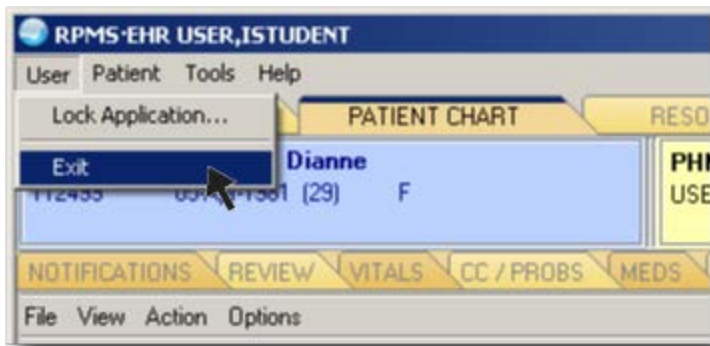 RPMS-EHR USER,ISTUDENT
User Patient Tools Help
Lock Application...
PATIENT CHART
RESO
Exit
Dianne
PH
(29) F
USE
NOTIFICATIONS REVIEW VITALS CC / PROBS MEDS
File View Action Options